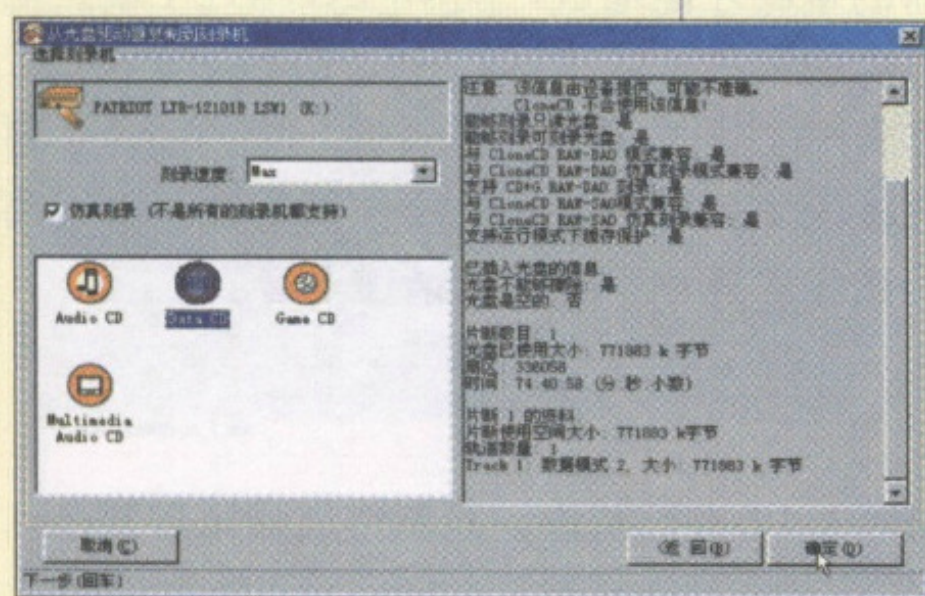 从光盘驱动器复制到刻录机
选择刻录机
PATRIOT LTR-12101B LSW1 (K:)
刻录速度: Max
仿真刻录 (不是所有的刻录机都支持)
Audio CD
Data CD
Game CD
Multimedia
Audio CD
注意: 该信息由设备提供, 可能不准确。
CloneCD 不会使用该信息!
能够刻录只读光盘: 是
能够刻录可刻录光盘: 是
与 CloneCD RAW-DAO 模式兼容: 是
与 CloneCD RAW-DAO 仿真刻录模式兼容: 是
支持 CD+G RAW-DAO 刻录: 是
与 CloneCD RAW-SAO模式兼容: 是
与 CloneCD RAW-SAO 仿真刻录兼容: 是
支持运行模式下缓存保护: 是
已插入光盘的信息:
光盘不能够擦除: 是
光盘是空的: 否
片断数目: 1
光盘已使用大小: 771883 k 字节
扇区: 336058
时间: 74:40:58 (分:秒:小数)
片断 1 的资料:
片断使用空间大小: 771883 k字节
轨道数量: 1
Track 1: 数据模式 2, 大小: 771883 k 字节
取消(C)
<返 回(B)
确定(O)
下一步(回车)